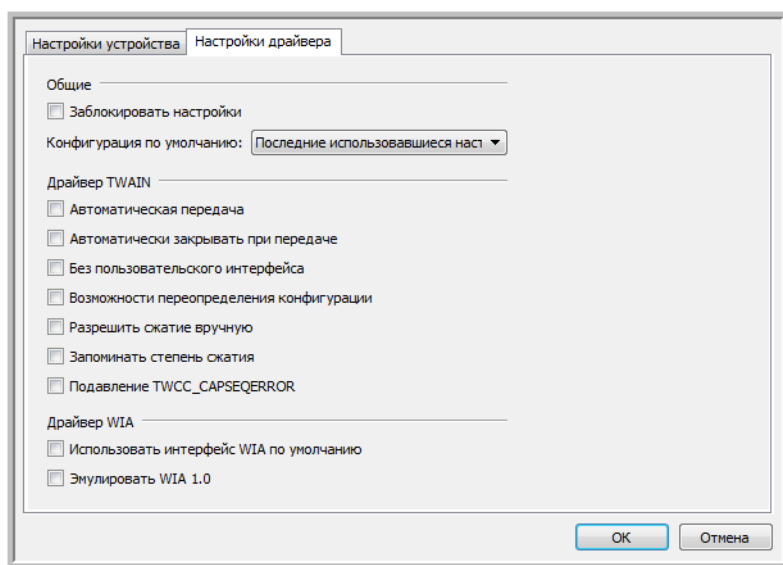 Настройки устройства
Настройки драйвера
Общие
Заблокировать настройки
Конфигурация по умолчанию: Последние использовавшиеся наст
Драйвер TWAIN
Автоматическая передача
Автоматически закрывать при передаче
Без пользовательского интерфейса
Возможности переопределения конфигурации
Разрешить сжатие вручную
Запоминать степень сжатия
Подавление TWCC_CAPSEQERROR
Драйвер WIA
Использовать интерфейс WIA по умолчанию
Эмулировать WIA 1.0
OK
Отмена